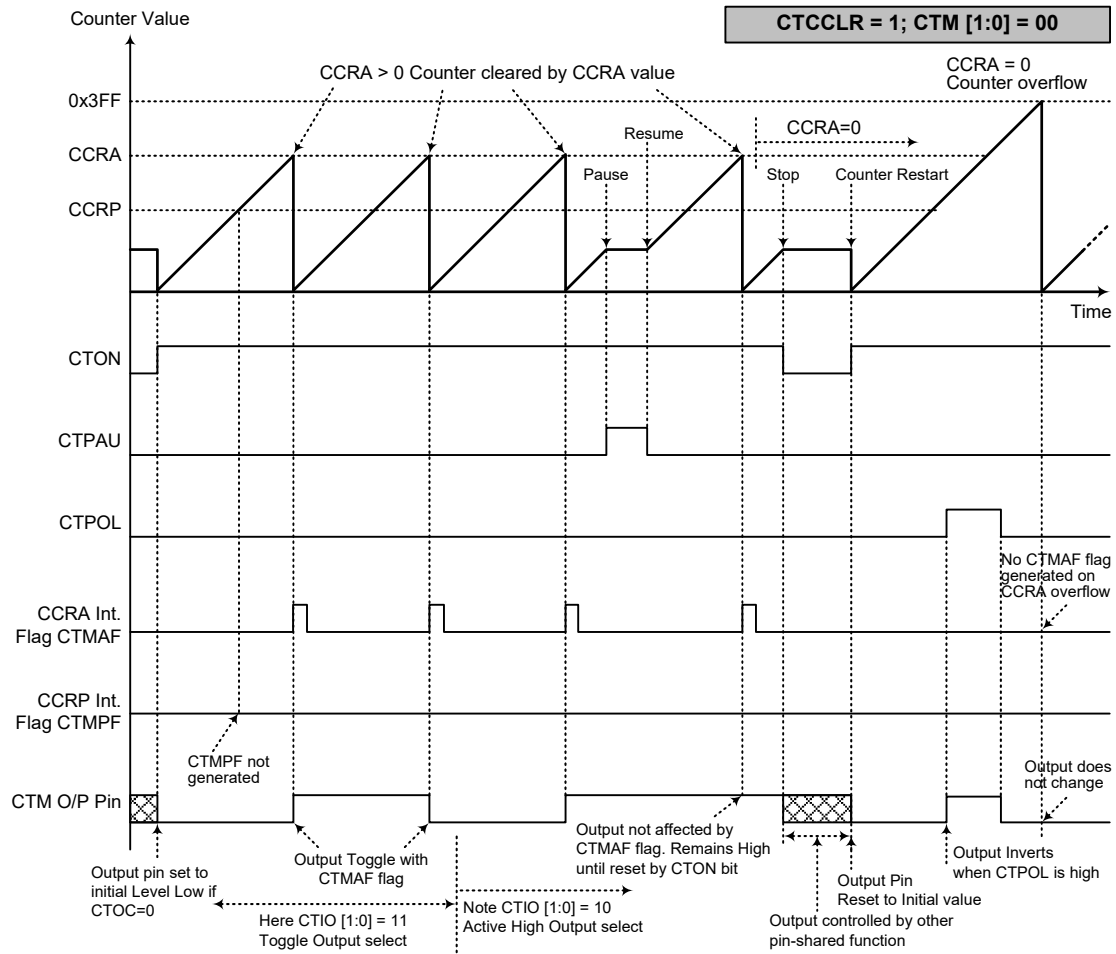 Counter Value
CTCCLR = 1; CTM [1:0] = 00
CCRA > 0 Counter cleared by CCRA value
CCRA = 0
Counter overflow
0x3FF
CCRA=0
Resume
CCRA
Pause
Stop
Counter Restart
CCRP
Time
CTON
CTPAU
CTPOL
No CTMAF flag
generated on
CCRA overflow
CCRA Int.
Flag CTMAF
CCRP Int.
Flag CTMPF
CTMPF not
generated
CTM O/P Pin
Output does
not change
Output pin set to
initial Level Low if
CTOC=0
Output Toggle with
CTMAF flag
Output not affected by
CTMAF flag. Remains High
until reset by CTON bit
Output Inverts
when CTPOL is high
Output Pin
Reset to Initial value
Here CTIO [1:0] = 11
Toggle Output select
Note CTIO [1:0] = 10
Active High Output select
Output controlled by other
pin-shared function